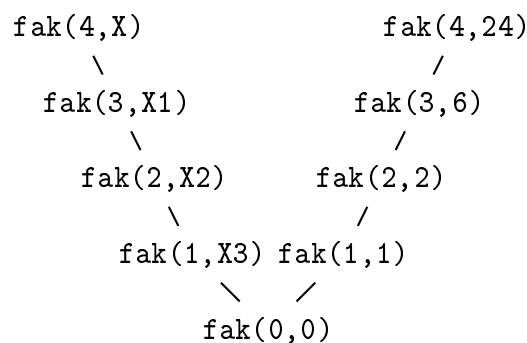 fak(4,X) fak(4,24)
fak(3,X1) fak(3,6)
fak(2,X2) fak(2,2)
fak(1,X3) fak(1,1)
fak(0,0)